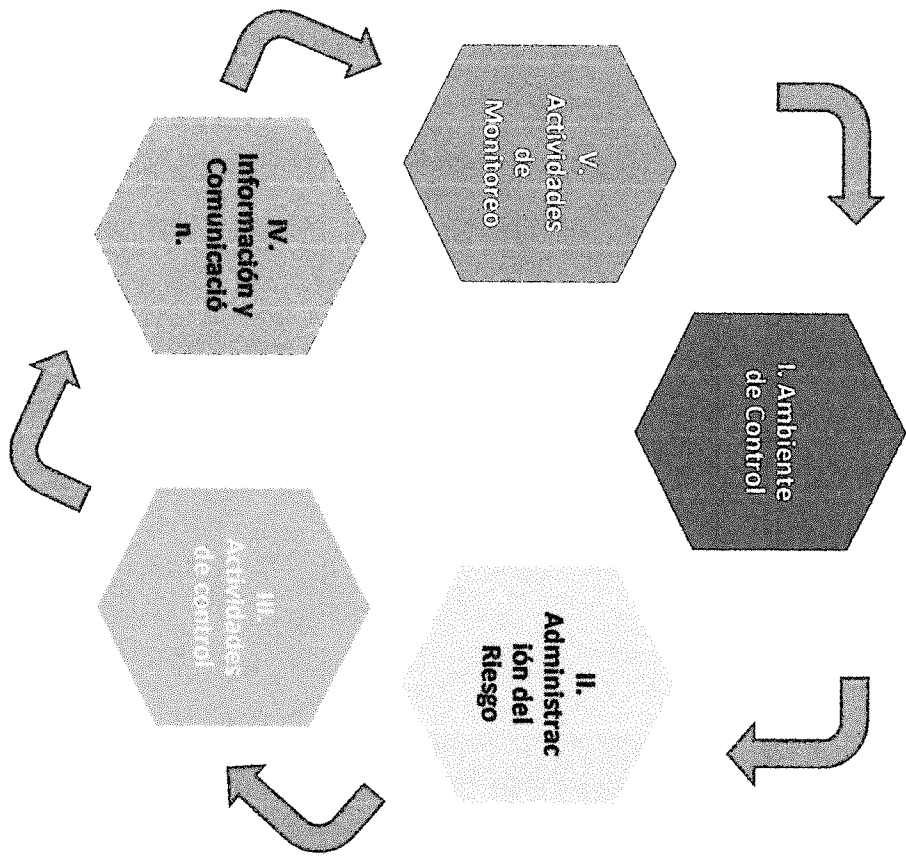 I. Ambiente
de Control
II.
Administrac
ión del
Riesgo
III.
Actividades
de control
IV.
Información y
Comunicació
n.
V.
Actividades
de
Monitoreo